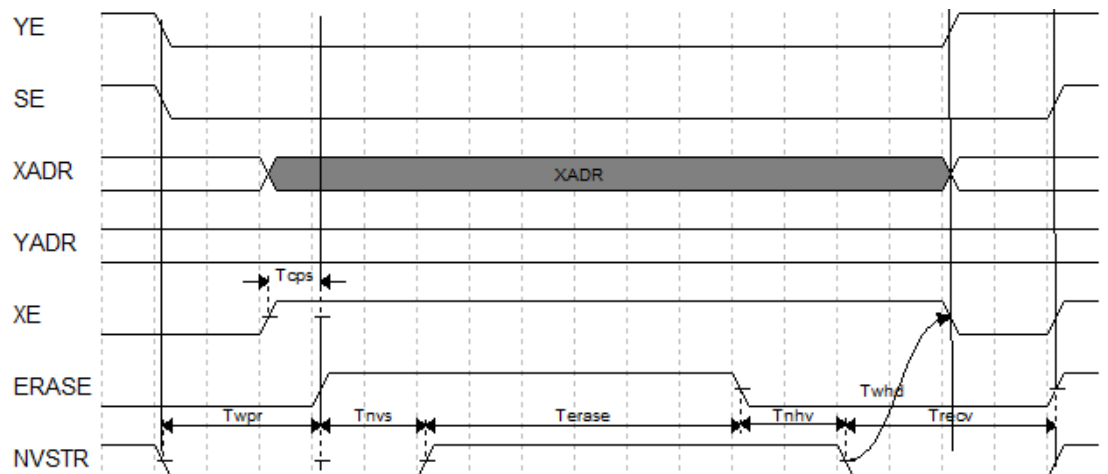 YE
SE
XADR
XADR
YADR
Tcps
XE
ERASE
Twhd
Twpr
Tnvs
Terase
Tnhv
Trecv
NVSTR